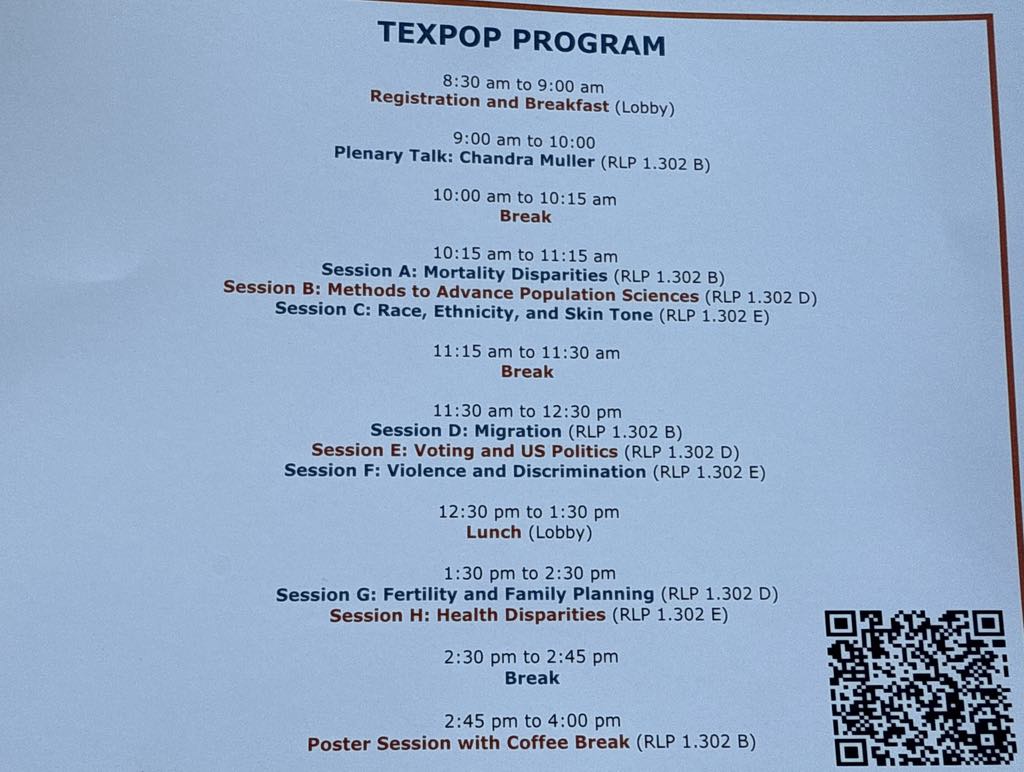 TEXPOP PROGRAM
8:30 am to 9:00 am
Registration and Breakfast (Lobby)
9:00 am to 10:00
Plenary Talk: Chandra Muller (RLP 1.302 B)
10:00 am to 10:15 am
Break
10:15 am to 11:15 am
Session A: Mortality Disparities (RLP 1.302 B)
Session B: Methods to Advance Population Sciences (RLP 1.302 D)
Session C: Race, Ethnicity, and Skin Tone (RLP 1.302 E)
11:15 am to 11:30 am
Break
11:30 am to 12:30 pm
Session D: Migration (RLP 1.302 B)
Session E: Voting and US Politics (RLP 1.302 D)
Session F: Violence and Discrimination (RLP 1.302 E)
12:30 pm to 1:30 pm
Lunch (Lobby)
1:30 pm to 2:30 pm
Session G: Fertility and Family Planning (RLP 1.302 D)
Session H: Health Disparities (RLP 1.302 E)
2:30 pm to 2:45 pm
Break
2:45 pm to 4:00 pm
Poster Session with Coffee Break (RLP 1.302 B)